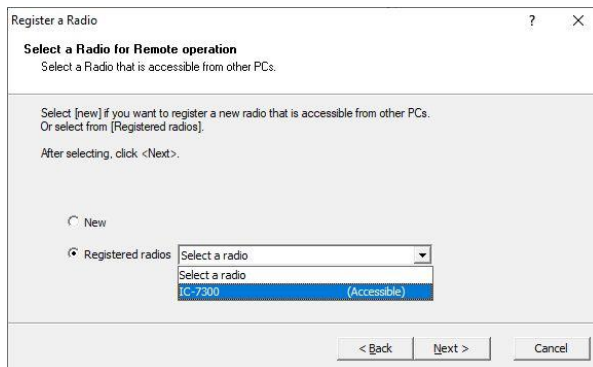 Register a Radio ? ×
Select a Radio for Remote operation
Select a Radio that is accessible from other PCs.
Select [new] if you want to register a new radio that is accessible from other PCs.
Or select from [Registered radios].
After selecting, click <Next>.
New
Registered radios Select a radio
Select a radio
IC-7300 (Accessible)
< Back Next > Cancel